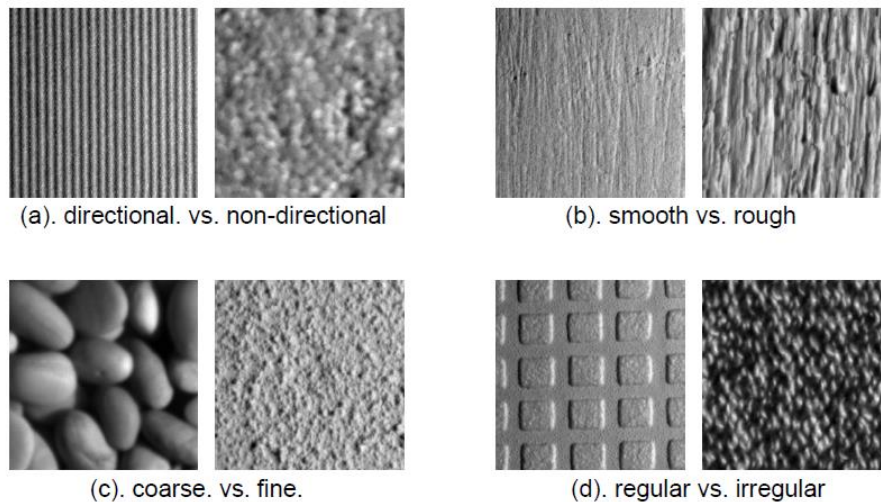 (a). directional. vs. non-directional
(b). smooth vs. rough
(c). coarse. vs. fine.
(d). regular vs. irregular